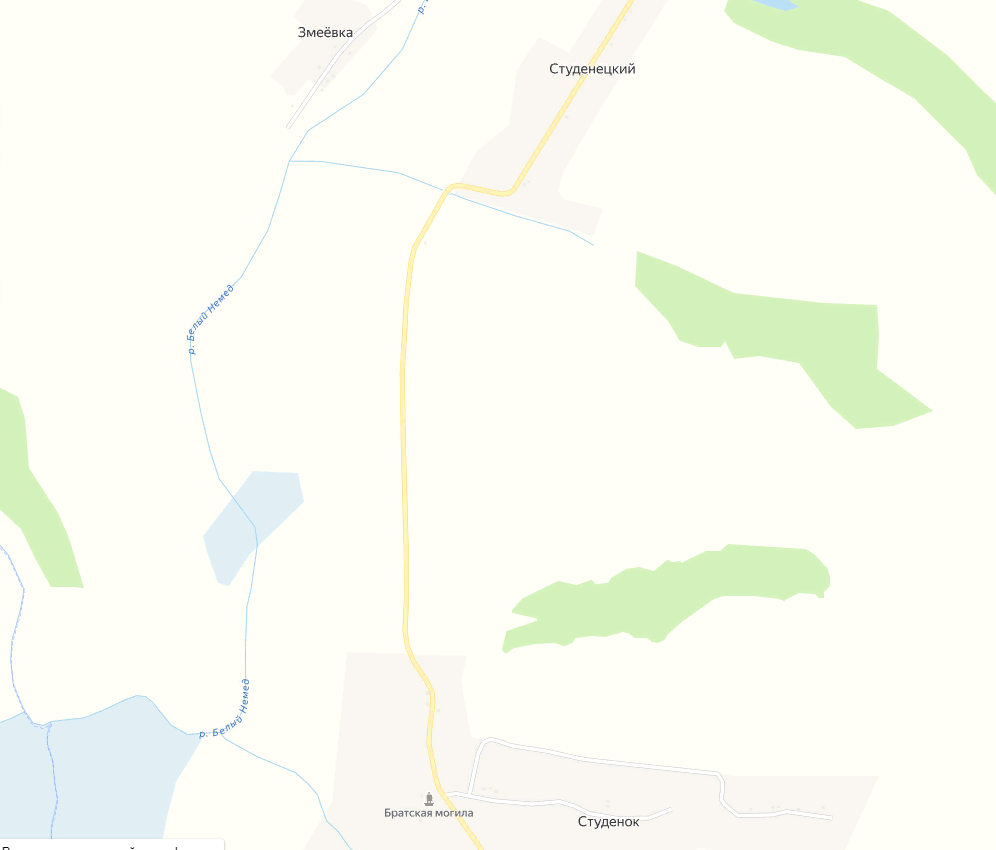 Змеёвка
Студенецкий
р. Белый Немед
р. Белый Немед
Братская могила
Студенок